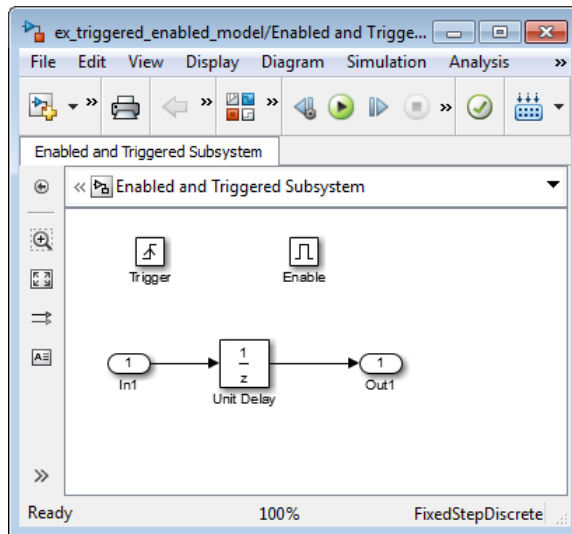 ex_triggered_enabled_model/Enabled and Trigge...
File Edit View Display Diagram Simulation Analysis »
» » » »
Enabled and Triggered Subsystem
« Enabled and Triggered Subsystem
Trigger Enable
1 1 1
z
In1 Unit Delay Out1
A
»
Ready 100% FixedStepDiscrete